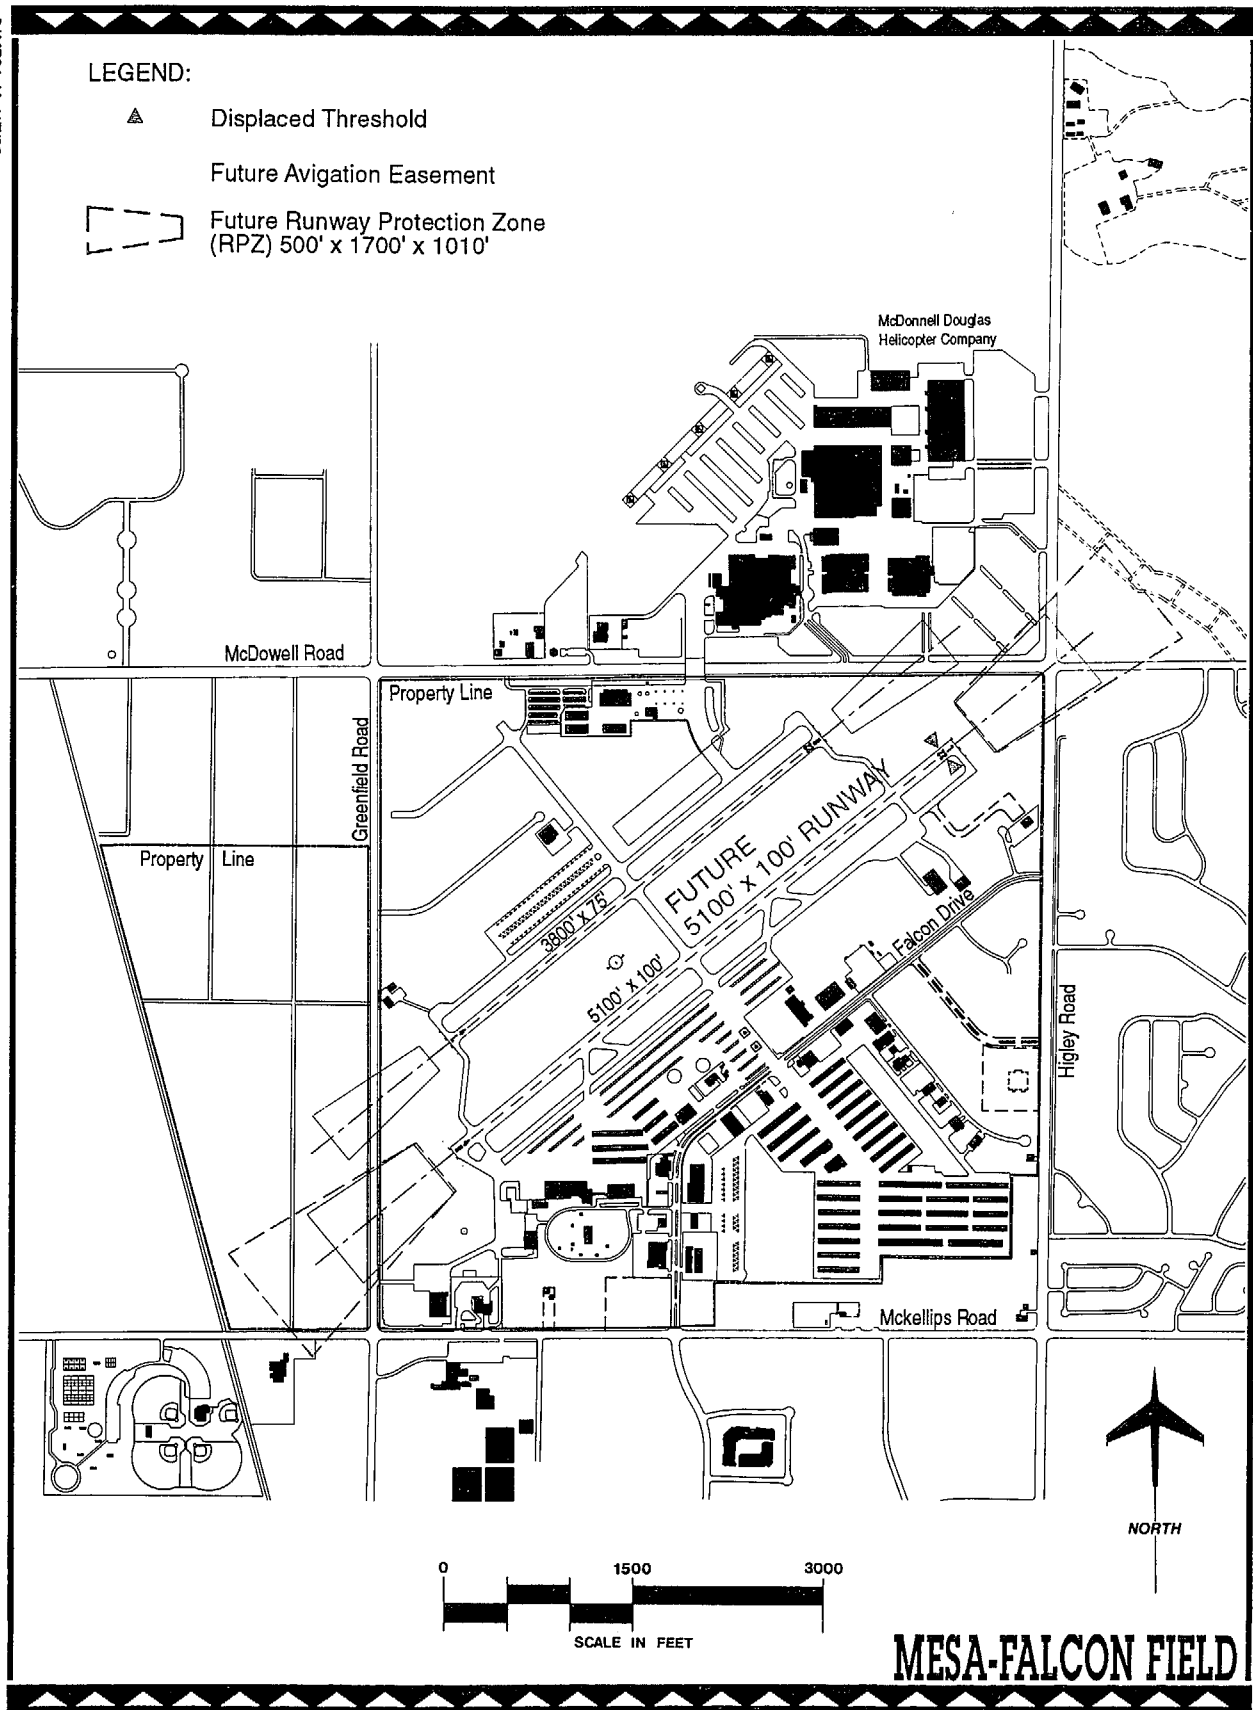 LEGEND:
Displaced Threshold
Future Avigation Easement
Future Runway Protection Zone
(RPZ) 500' x 1700' x 1010'
McDonnell Douglas
Helicopter Company
McDowell Road
Property Line
Greenfield Road
Property Line
FUTURE
5100' x 100' RUNWAY
3800' x 75'
5100' x 100'
Falcon Drive
Higley Road
Mckellips Road
NORTH
0 1500 3000
SCALE IN FEET
MESA-FALCON FIELD